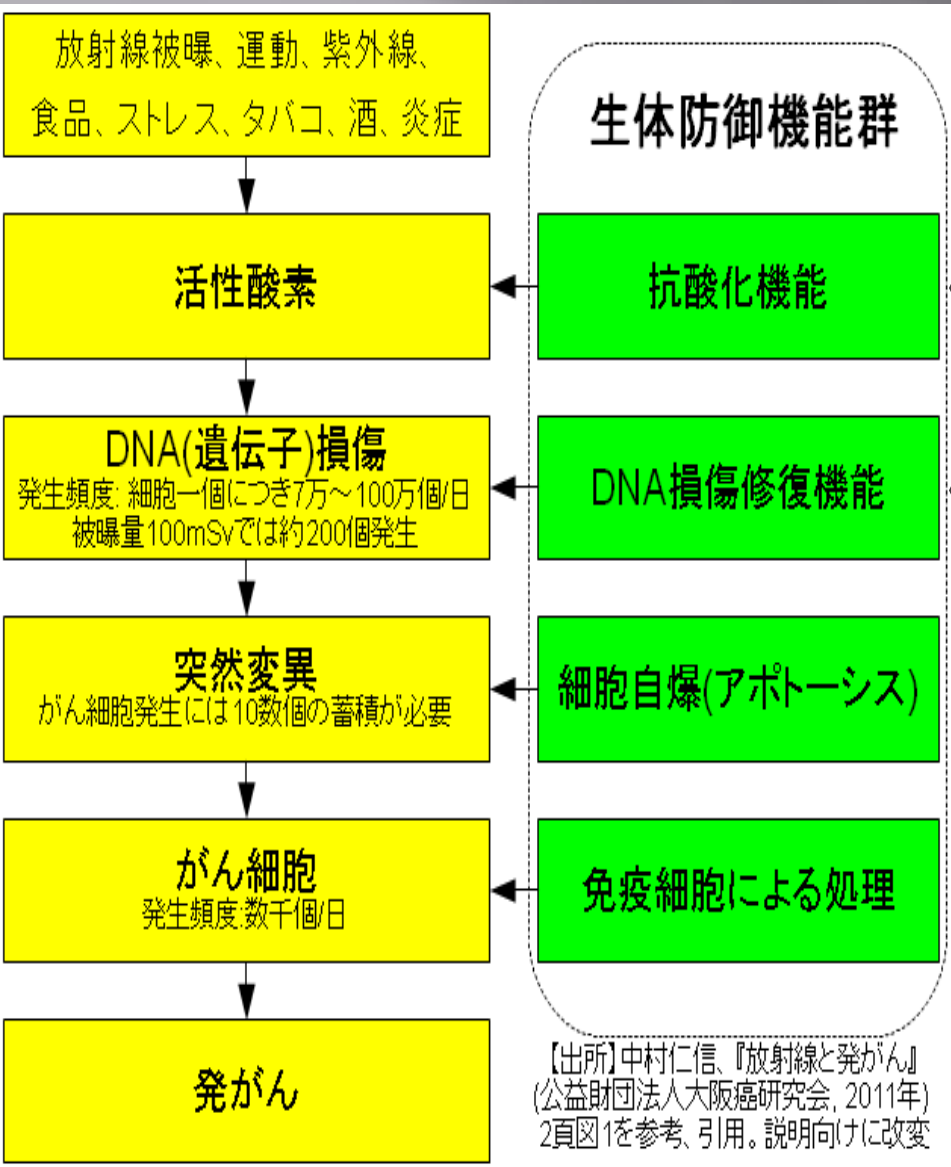 放射線被曝、運動、紫外線、
食品、ストレス、タバコ、酒、炎症
生体防御機能群
活性酸素
抗酸化機能
DNA(遺伝子)損傷
発生頻度: 細胞一個につき7万～100万個/日
被曝量100mSvでは約200個発生
DNA損傷修復機能
突然変異
がん細胞発生には10数個の蓄積が必要
細胞自爆(アポトーシス)
がん細胞
発生頻度:数千個/日
免疫細胞による処理
発がん
【出所】中村仁信、『放射線と発がん』
(公益財団法人大阪癌研究会, 2011年)
2頁図1を参考、引用。説明向けに改変